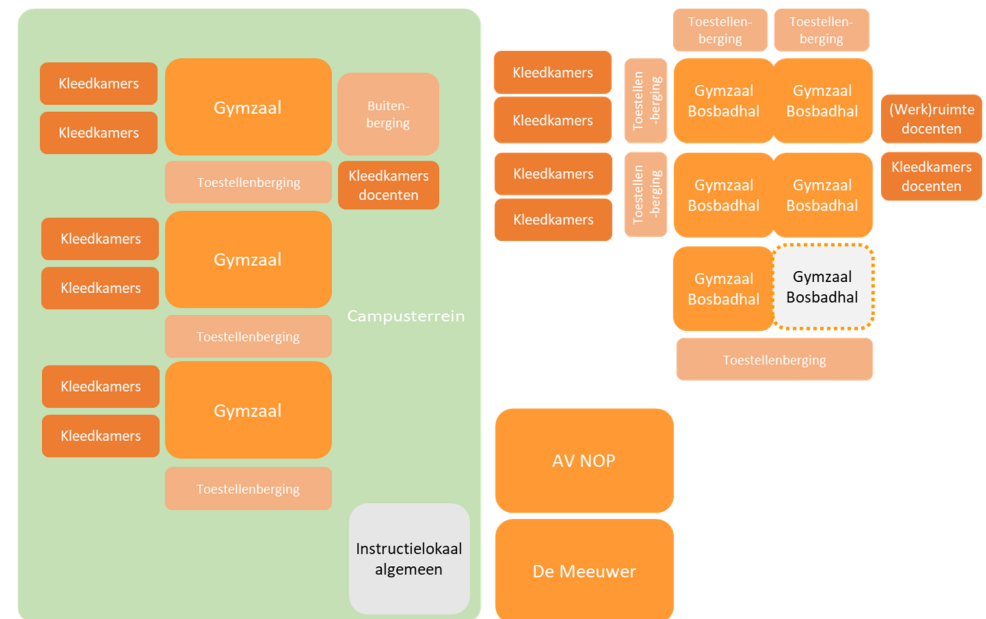 Kleedkamers
Kleedkamers
Gymzaal
Buiten-
berging
Toestellenberging
Kleedkamers
docenten
Kleedkamers
Kleedkamers
Gymzaal
Toestellenberging
Campusterrein
Kleedkamers
Kleedkamers
Gymzaal
Toestellenberging
Instructielokaal
algemeen
Toestellen-
berging
Toestellen-
berging
Kleedkamers
Kleedkamers
Toestellen
-berging
Gymzaal
Bosbadhal
Gymzaal
Bosbadhal
(Werk)ruimte
docenten
Kleedkamers
Kleedkamers
Toestellen
-berging
Gymzaal
Bosbadhal
Gymzaal
Bosbadhal
Kleedkamers
docenten
Gymzaal
Bosbadhal
Gymzaal
Bosbadhal
Toestellenberging
AV NOP
De Meeuwer